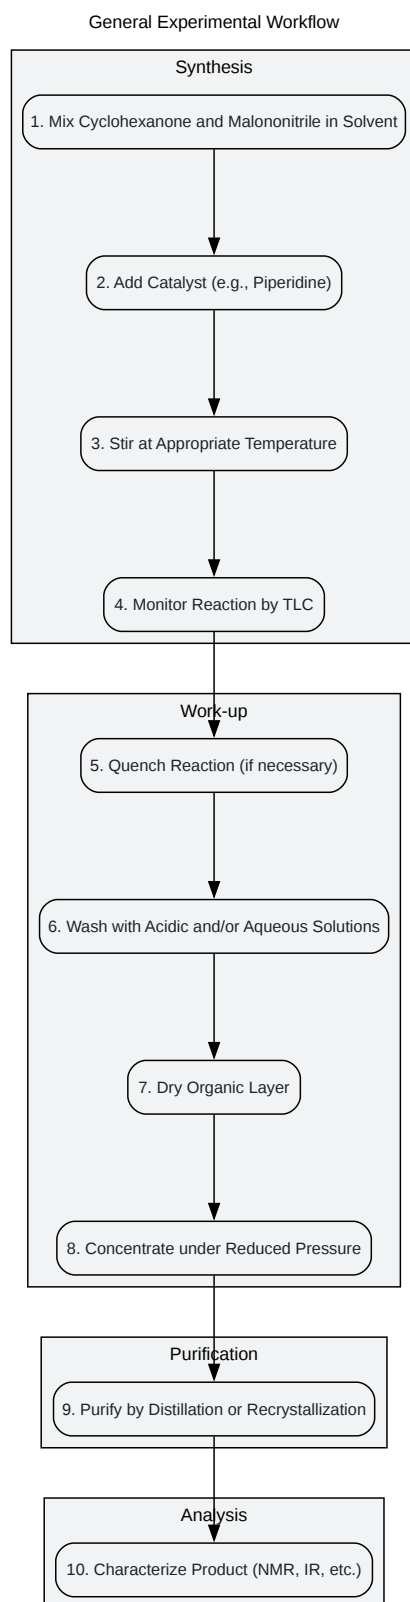 General Experimental Workflow
Synthesis
1. Mix Cyclohexanone and Malononitrile in Solvent
2. Add Catalyst (e.g., Piperidine)
3. Stir at Appropriate Temperature
4. Monitor Reaction by TLC
Work-up
5. Quench Reaction (if necessary)
6. Wash with Acidic and/or Aqueous Solutions
7. Dry Organic Layer
8. Concentrate under Reduced Pressure
Purification
9. Purify by Distillation or Recrystallization
Analysis
10. Characterize Product (NMR, IR, etc.)